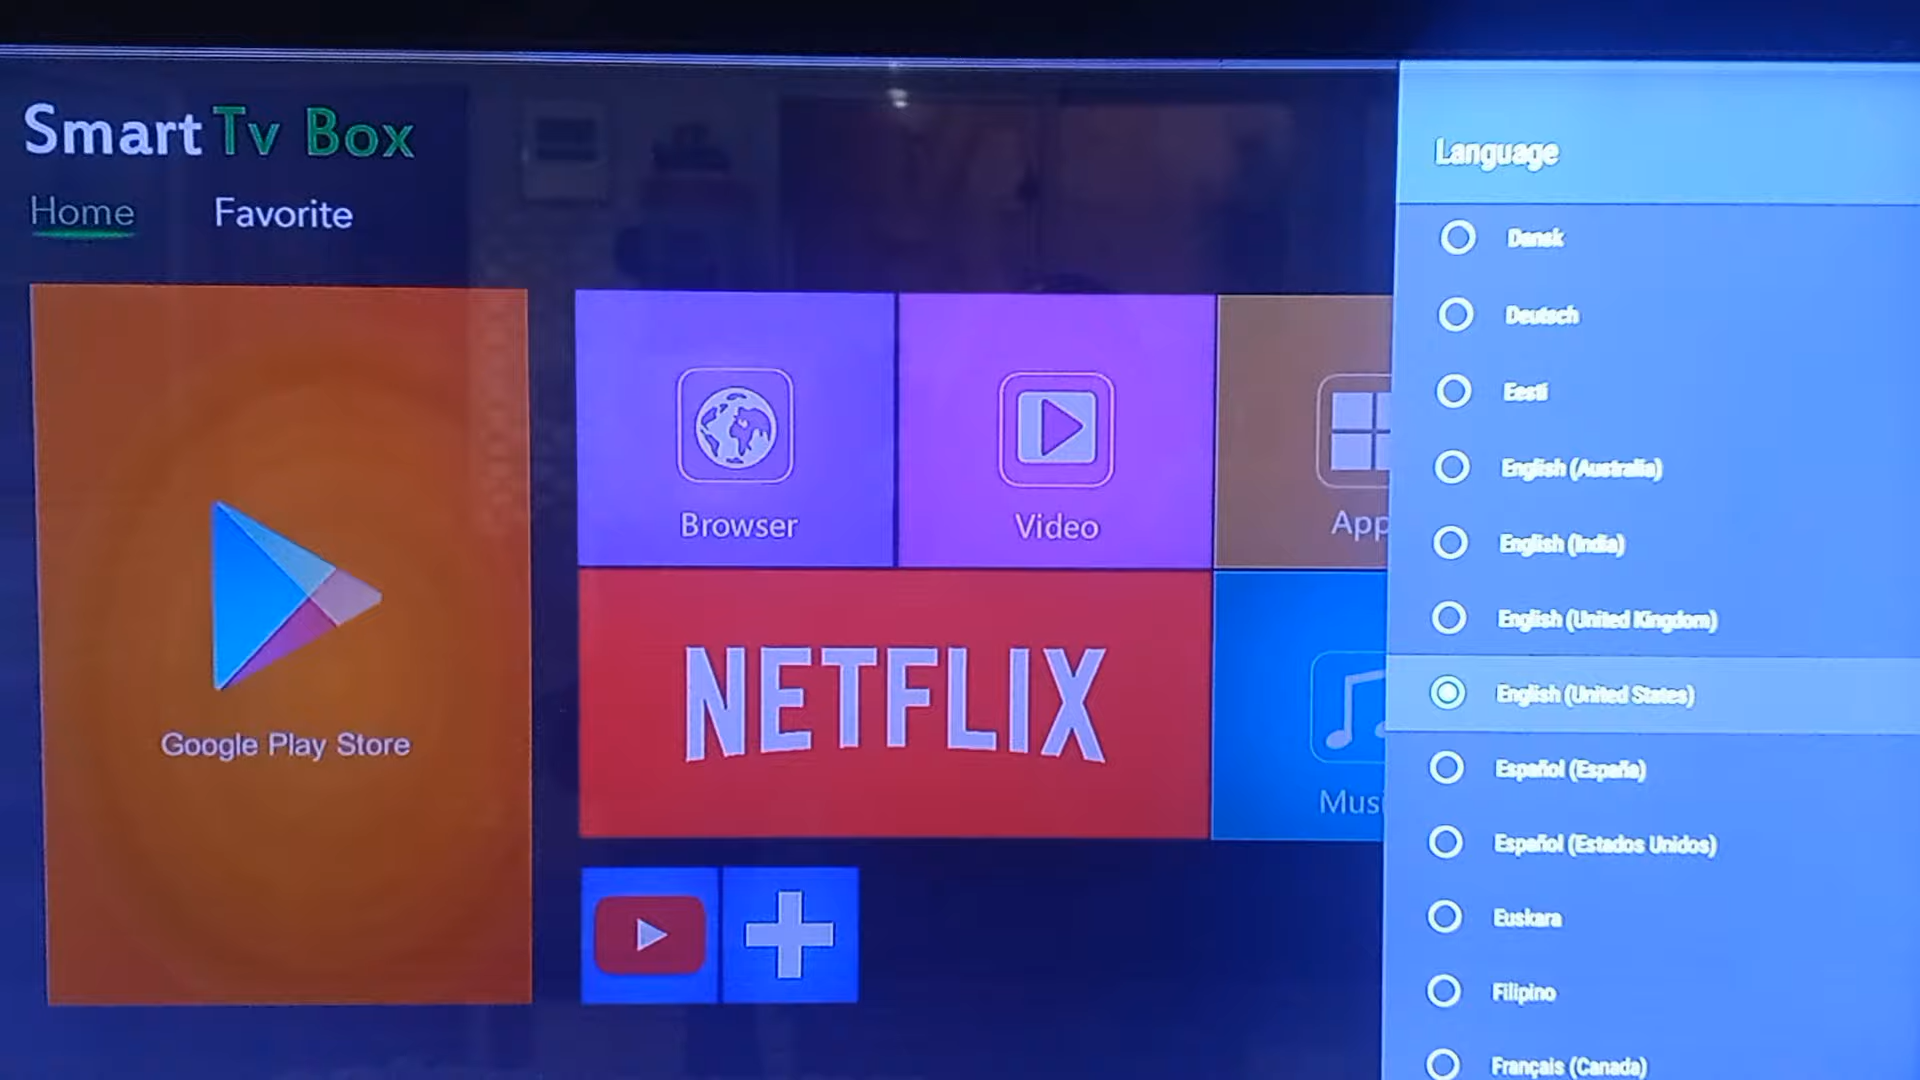 Smart Tv Box
Home
Favorite
Google Play Store
Browser
Video
App
NETFLIX
Musi
Language
Dansk
Deutsch
Eesti
English (Australia)
English (India)
English (United Kingdom)
English (United States)
Español (España)
Español (Estados Unidos)
Euskara
Filipino
Français (Canada)